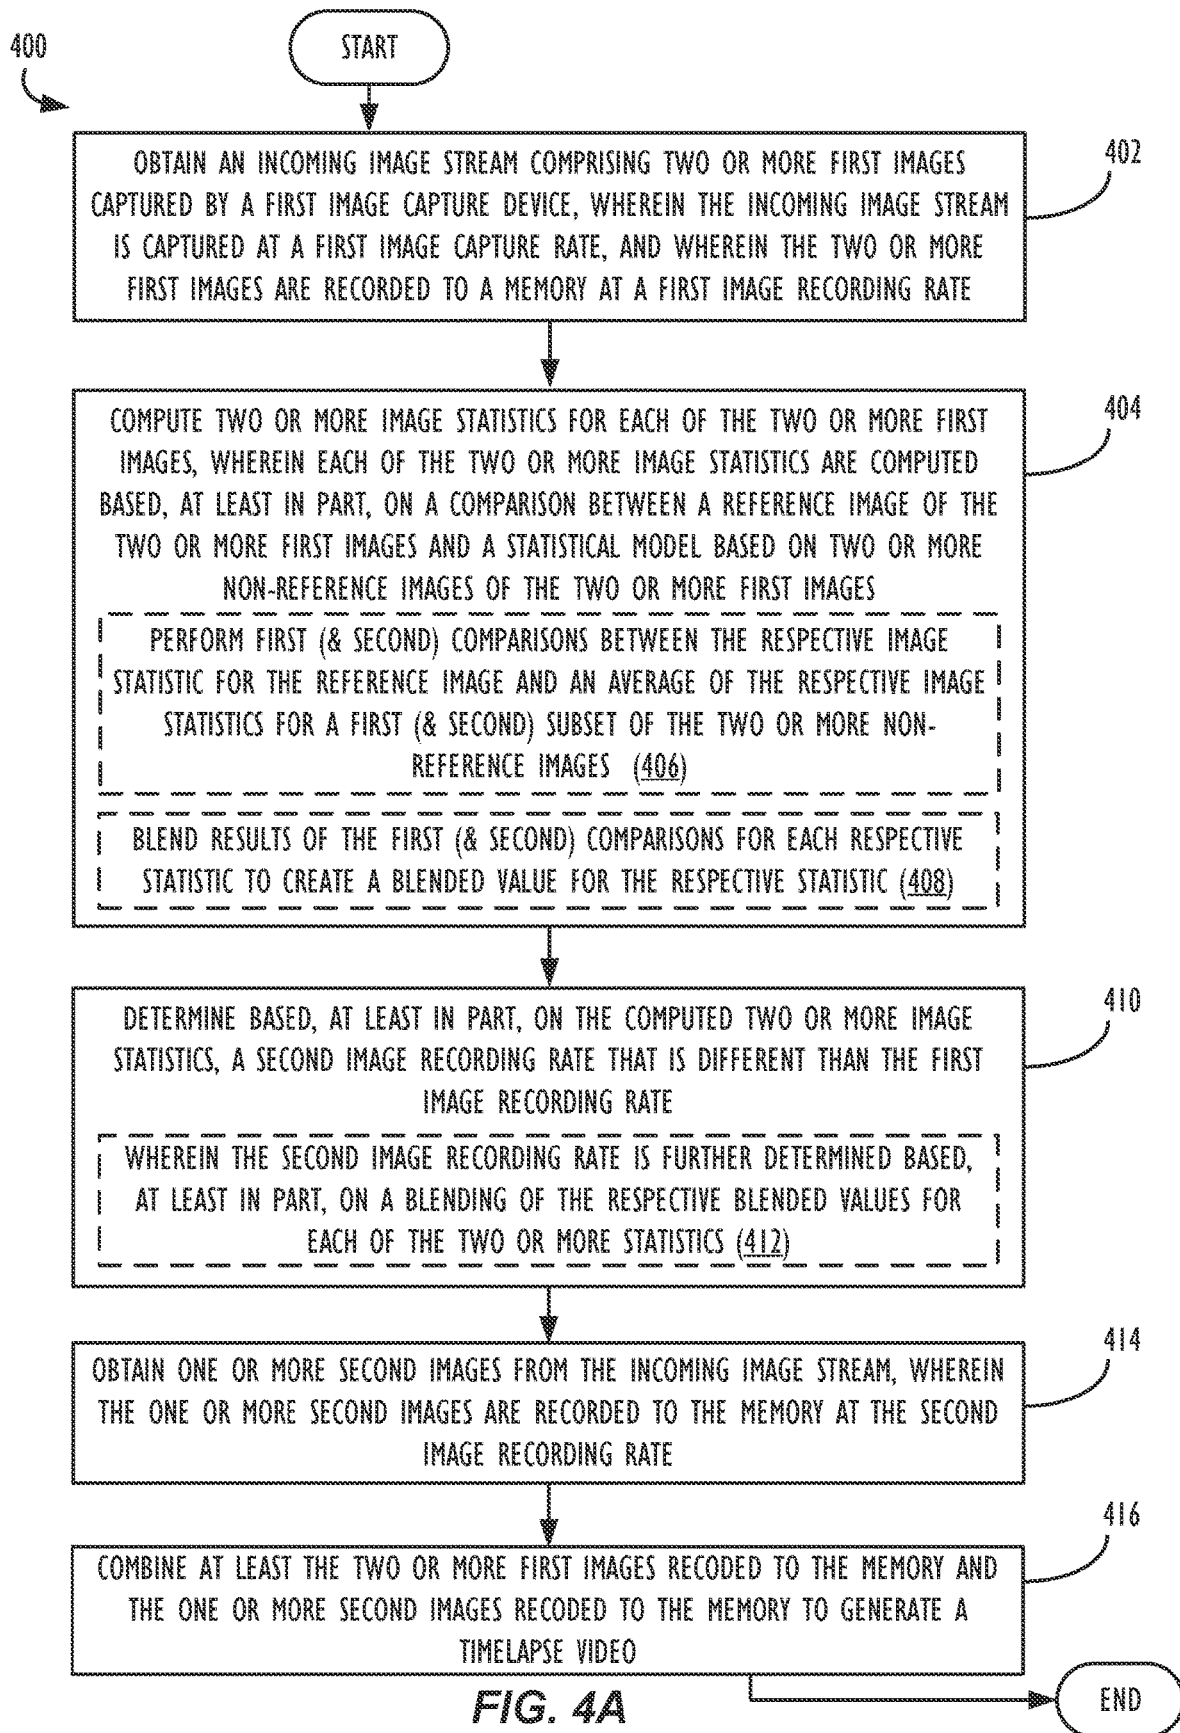 400
START
OBTAIN AN INCOMING IMAGE STREAM COMPRISING TWO OR MORE FIRST IMAGES
CAPTURED BY A FIRST IMAGE CAPTURE DEVICE, WHEREIN THE INCOMING IMAGE STREAM
IS CAPTURED AT A FIRST IMAGE CAPTURE RATE, AND WHEREIN THE TWO OR MORE
FIRST IMAGES ARE RECORDED TO A MEMORY AT A FIRST IMAGE RECORDING RATE
402
COMPUTE TWO OR MORE IMAGE STATISTICS FOR EACH OF THE TWO OR MORE FIRST
IMAGES, WHEREIN EACH OF THE TWO OR MORE IMAGE STATISTICS ARE COMPUTED
BASED, AT LEAST IN PART, ON A COMPARISON BETWEEN A REFERENCE IMAGE OF THE
TWO OR MORE FIRST IMAGES AND A STATISTICAL MODEL BASED ON TWO OR MORE
NON-REFERENCE IMAGES OF THE TWO OR MORE FIRST IMAGES
404
PERFORM FIRST (& SECOND) COMPARISONS BETWEEN THE RESPECTIVE IMAGE
STATISTIC FOR THE REFERENCE IMAGE AND AN AVERAGE OF THE RESPECTIVE IMAGE
STATISTICS FOR A FIRST (& SECOND) SUBSET OF THE TWO OR MORE NON-
REFERENCE IMAGES (406)
BLEND RESULTS OF THE FIRST (& SECOND) COMPARISONS FOR EACH RESPECTIVE
STATISTIC TO CREATE A BLENDED VALUE FOR THE RESPECTIVE STATISTIC (408)
DETERMINE BASED, AT LEAST IN PART, ON THE COMPUTED TWO OR MORE IMAGE
STATISTICS, A SECOND IMAGE RECORDING RATE THAT IS DIFFERENT THAN THE FIRST
IMAGE RECORDING RATE
410
WHEREIN THE SECOND IMAGE RECORDING RATE IS FURTHER DETERMINED BASED,
AT LEAST IN PART, ON A BLENDING OF THE RESPECTIVE BLENDED VALUES FOR
EACH OF THE TWO OR MORE STATISTICS (412)
OBTAIN ONE OR MORE SECOND IMAGES FROM THE INCOMING IMAGE STREAM, WHEREIN
THE ONE OR MORE SECOND IMAGES ARE RECORDED TO THE MEMORY AT THE SECOND
IMAGE RECORDING RATE
414
COMBINE AT LEAST THE TWO OR MORE FIRST IMAGES RECODED TO THE MEMORY AND
THE ONE OR MORE SECOND IMAGES RECODED TO THE MEMORY TO GENERATE A
TIMELAPSE VIDEO
416
END
FIG. 4A